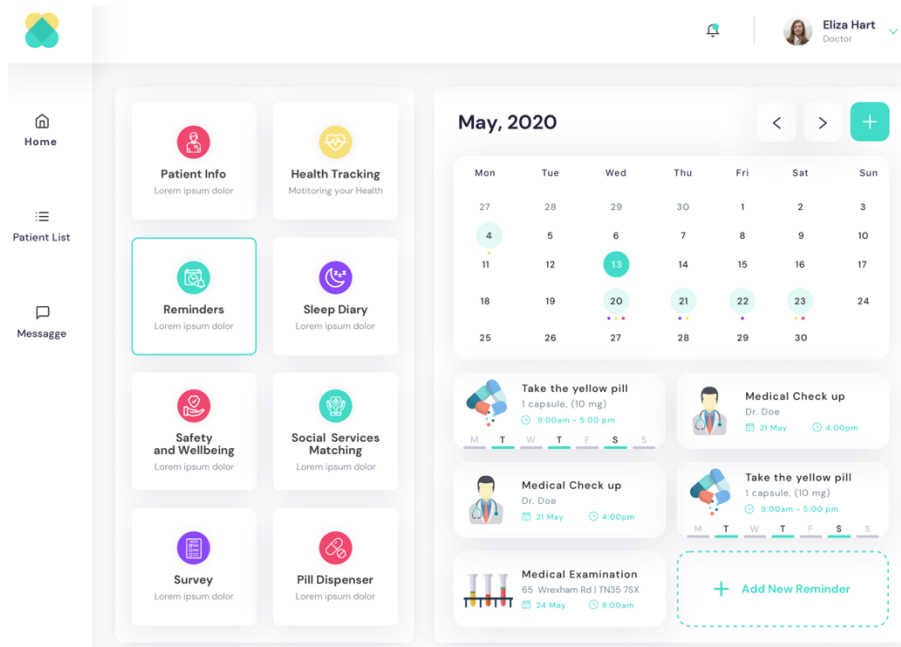 Eliza Hart
Doctor
Home
Patient List
Messagge
Patient Info
Lorem ipsum dolor
Health Tracking
Motitoring your Health
Reminders
Lorem ipsum dolor
Sleep Diary
Lorem ipsum dolor
Safety
and Wellbeing
Lorem ipsum dolor
Social Services
Matching
Lorem ipsum dolor
Survey
Lorem ipsum dolor
Pill Dispenser
Lorem ipsum dolor
May, 2020
Mon Tue Wed Thu Fri Sat Sun
27 28 29 30 1 2 3
4 5 6 7 8 9 10
11 12 13 14 15 16 17
18 19 20 21 22 23 24
25 26 27 28 29 30
Take the yellow pill
1 capsule, (10 mg)
9:00am - 5:00 pm
M T W T F S S
Medical Check up
Dr. Doe
21 May 4:00pm
Medical Check up
Dr. Doe
21 May 4:00pm
Take the yellow pill
1 capsule, (10 mg)
9:00am - 5:00 pm
M T W T F S S
Medical Examination
65 Wrexham Rd | TN35 7SX
24 May 8:00am
Add New Reminder